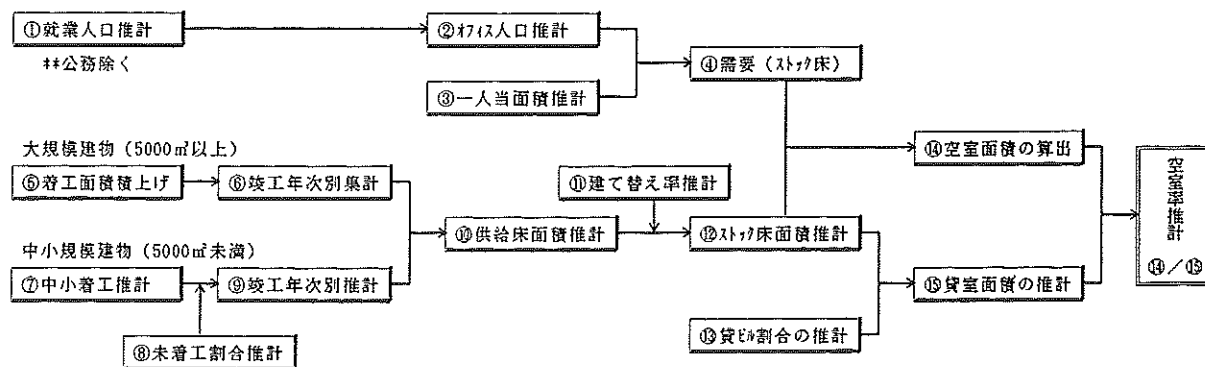 ①就業人口推計
**公務除く
②ｵﾌｨｽ人口推計
③一人当面積推計
④需要（ｽﾄｯｸ床）
大規模建物（5000㎡以上）
⑤着工面積積上げ
⑥竣工年次別集計
中小規模建物（5000㎡未満）
⑦中小着工推計
⑧未着工割合推計
⑨竣工年次別推計
⑩供給床面積推計
⑪建て替え率推計
⑫ｽﾄｯｸ床面積推計
⑬貸ﾋﾞﾙ割合の推計
⑭空室面積の算出
⑮貸室面積の推計
空室率推計
⑭／⑮